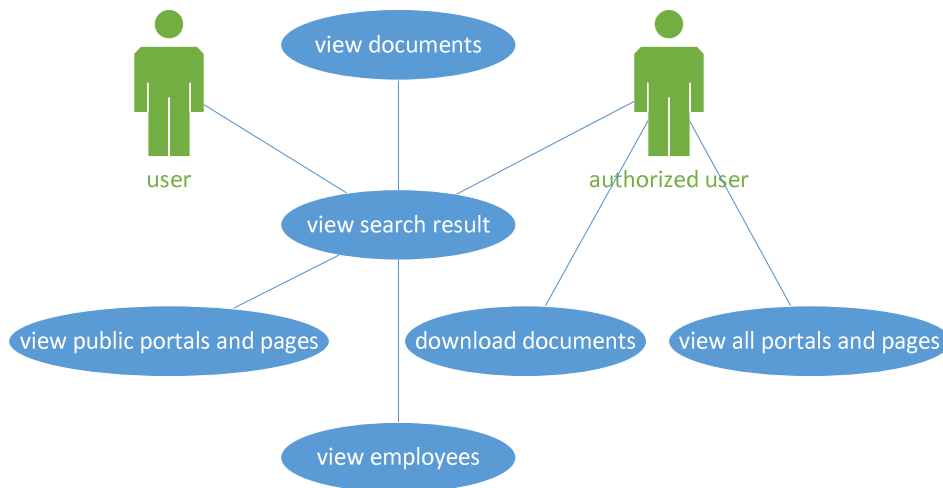 view documents
user
authorized user
view search result
view public portals and pages
download documents
view all portals and pages
view employees